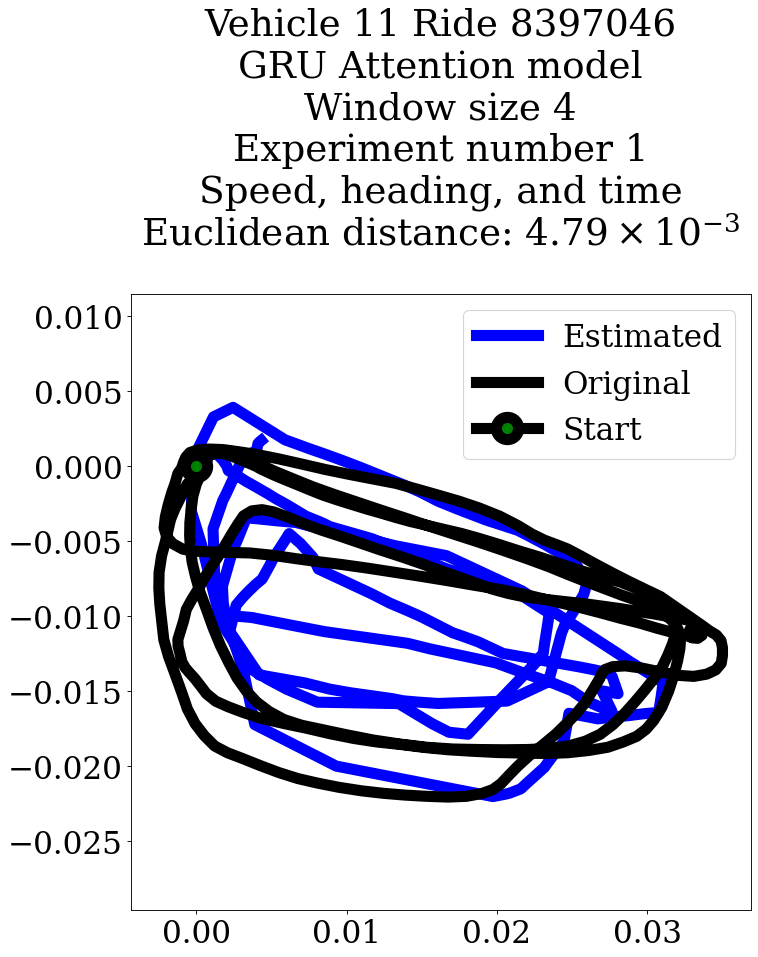 Vehicle 11 Ride 8397046
GRU Attention model
Window size 4
Experiment number 1
Speed, heading, and time
Euclidean distance: 4.79 × 10⁻³
Estimated
Original
Start
0.010
0.005
0.000
−0.005
−0.010
−0.015
−0.020
−0.025
0.00 0.01 0.02 0.03